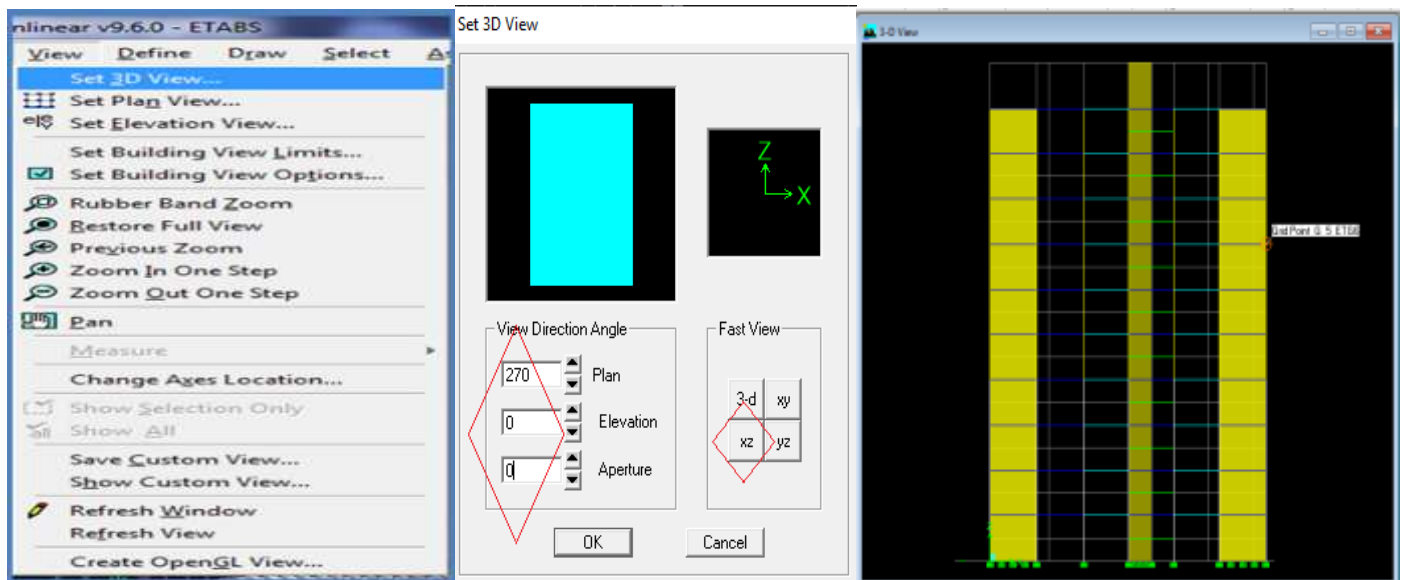 nlinear v9.6.0 - ETABS
View Define Draw Select A
Set 3D View...
Set Plan View...
Set Elevation View...
Set Building View Limits...
Set Building View Options...
Rubber Band Zoom
Restore Full View
Previous Zoom
Zoom In One Step
Zoom Out One Step
Pan
Measure
Change Axes Location...
Show Selection Only
Show All
Save Custom View...
Show Custom View...
Refresh Window
Refresh View
Create OpenGL View...
Set 3D View
Z
X
View Direction Angle
270 Plan
0 Elevation
0 Aperture
Fast View
3-d xy
xz yz
OK Cancel
3-D View
Grid Point G 5